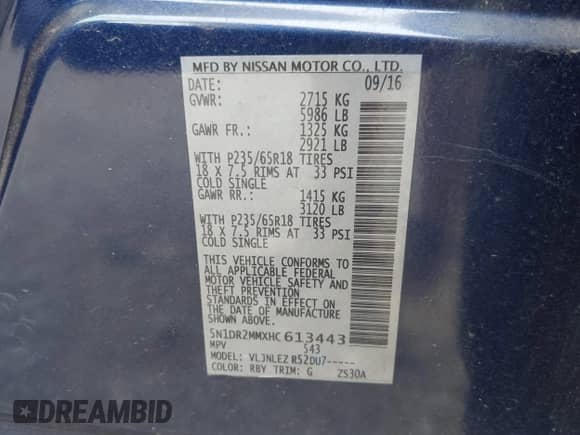 MFD BY NISSAN MOTOR CO., LTD.
DATE: 09/16
GVWR: 2715 KG
5986 LB
GAWR FR.: 1325 KG
2921 LB
WITH P235/65R18 TIRES
18 X 7.5 RIMS AT 33 PSI
COLD SINGLE
GAWR RR.: 1415 KG
3120 LB
WITH P235/65R18 TIRES
18 X 7.5 RIMS AT 33 PSI
COLD SINGLE
THIS VEHICLE CONFORMS TO
ALL APPLICABLE FEDERAL
MOTOR VEHICLE SAFETY AND
THEFT PREVENTION
STANDARDS IN EFFECT ON
THE DATE OF MANUFACTURE
SHOWN ABOVE.
5N1DR2MMXHC613443
MPV 543
MODEL: VLJNLEZ R52DU7-----
COLOR: RBY TRIM: G ZS30A
DREAMBID